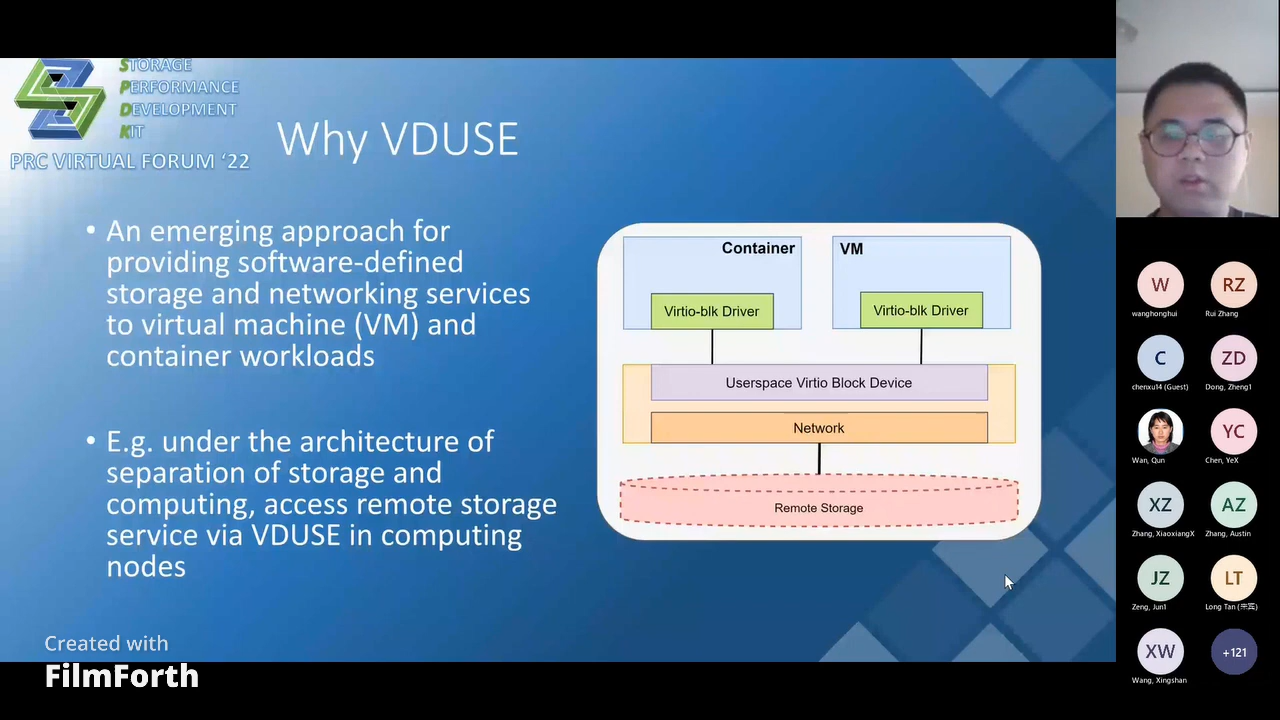 STORAGE
PERFORMANCE
DEVELOPMENT
KIT
PRC VIRTUAL FORUM ‘22
Why VDUSE
• An emerging approach for
providing software-defined
storage and networking services
to virtual machine (VM) and
container workloads
• E.g. under the architecture of
separation of storage and
computing, access remote storage
service via VDUSE in computing
nodes
Container
VM
Virtio-blk Driver
Virtio-blk Driver
Userspace Virtio Block Device
Network
Remote Storage
Created with
FilmForth
W
RZ
wanghonghui
Rui Zhang
C
ZD
chenxu14 (Guest)
Dong, Zheng1
YC
Wan, Qun
Chen, YeX
XZ
AZ
Zhang, XiaoxiangX
Zhang, Austin
JZ
LT
Zeng, Jun1
Long Tan (宋宾)
XW
+121
Wang, Xingshan